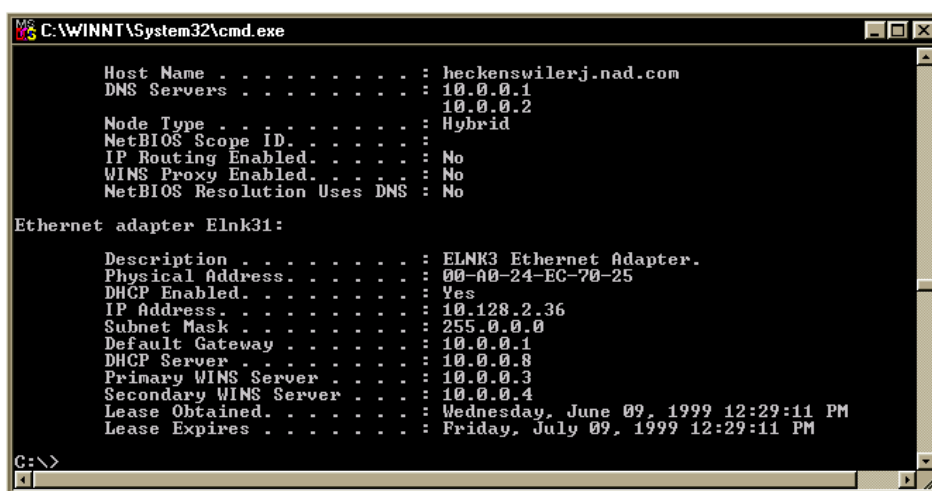 C:\WINNT\System32\cmd.exe
Host Name . . . . . . . . . : heckenswilerj.nad.com
DNS Servers . . . . . . . . : 10.0.0.1
10.0.0.2
Node Type . . . . . . . . . : Hybrid
NetBIOS Scope ID. . . . . . :
IP Routing Enabled. . . . . : No
WINS Proxy Enabled. . . . . : No
NetBIOS Resolution Uses DNS : No
Ethernet adapter Elnk31:
Description . . . . . . . . : ELNK3 Ethernet Adapter.
Physical Address. . . . . . : 00-A0-24-EC-70-25
DHCP Enabled. . . . . . . . : Yes
IP Address. . . . . . . . . : 10.128.2.36
Subnet Mask . . . . . . . . : 255.0.0.0
Default Gateway . . . . . . : 10.0.0.1
DHCP Server . . . . . . . . : 10.0.0.8
Primary WINS Server . . . . : 10.0.0.3
Secondary WINS Server . . . : 10.0.0.4
Lease Obtained. . . . . . . : Wednesday, June 09, 1999 12:29:11 PM
Lease Expires . . . . . . . : Friday, July 09, 1999 12:29:11 PM
C:\>